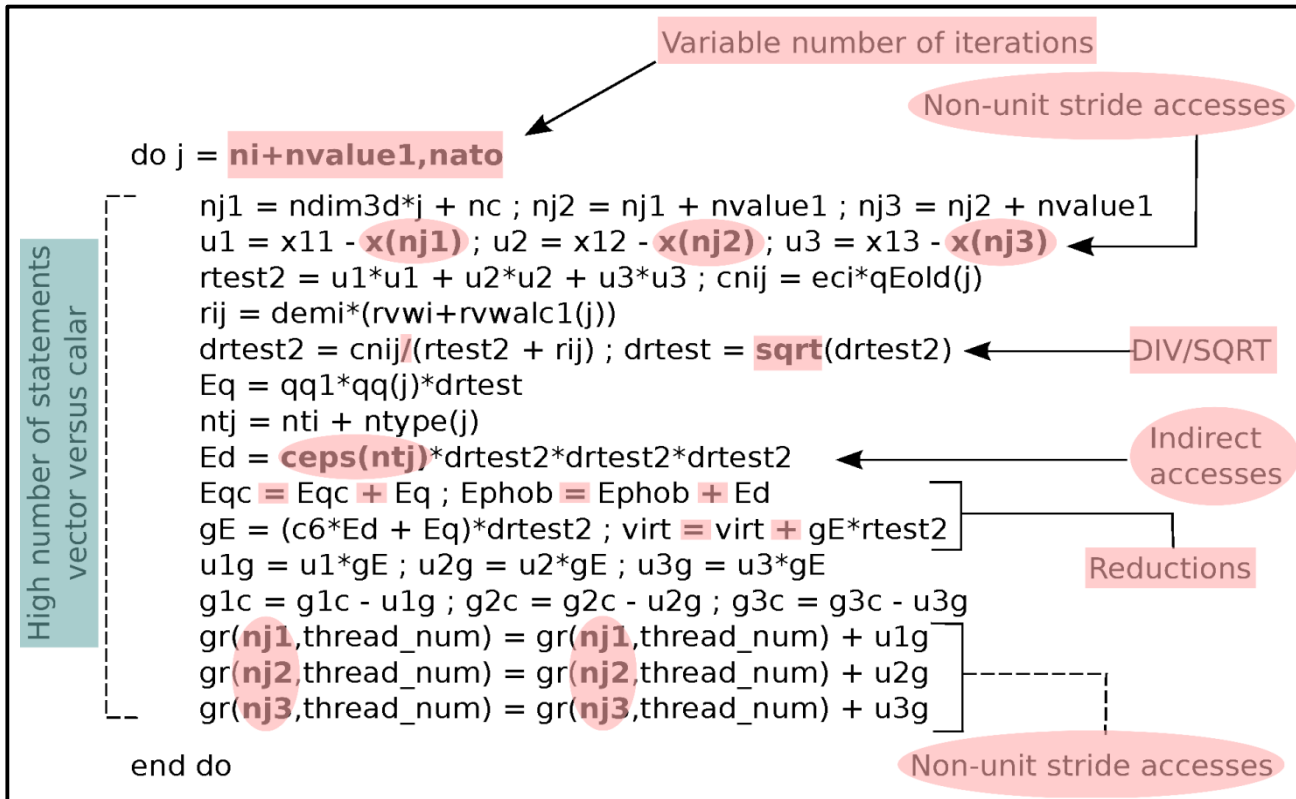 Variable number of iterations
Non-unit stride accesses
do j = ni+nvalue1,nato
nj1 = ndim3d*j + nc ; nj2 = nj1 + nvalue1 ; nj3 = nj2 + nvalue1
u1 = x11 - x(nj1) ; u2 = x12 - x(nj2) ; u3 = x13 - x(nj3)
rtest2 = u1*u1 + u2*u2 + u3*u3 ; cnij = eci*qEold(j)
rij = demi*(rvwi+rvwalc1(j))
drtest2 = cnij/(rtest2 + rij) ; drtest = sqrt(drtest2)
DIV/SQRT
Eq = qq1*qq(j)*drtest
ntj = nti + ntype(j)
Ed = ceps(ntj)*drtest2*drtest2*drtest2
Indirect
accesses
Eqc = Eqc + Eq ; Ephob = Ephob + Ed
gE = (c6*Ed + Eq)*drtest2 ; virt = virt + gE*rtest2
Reductions
u1g = u1*gE ; u2g = u2*gE ; u3g = u3*gE
g1c = g1c - u1g ; g2c = g2c - u2g ; g3c = g3c - u3g
gr(nj1,thread_num) = gr(nj1,thread_num) + u1g
gr(nj2,thread_num) = gr(nj2,thread_num) + u2g
gr(nj3,thread_num) = gr(nj3,thread_num) + u3g
Non-unit stride accesses
end do
High number of statements
vector versus calar